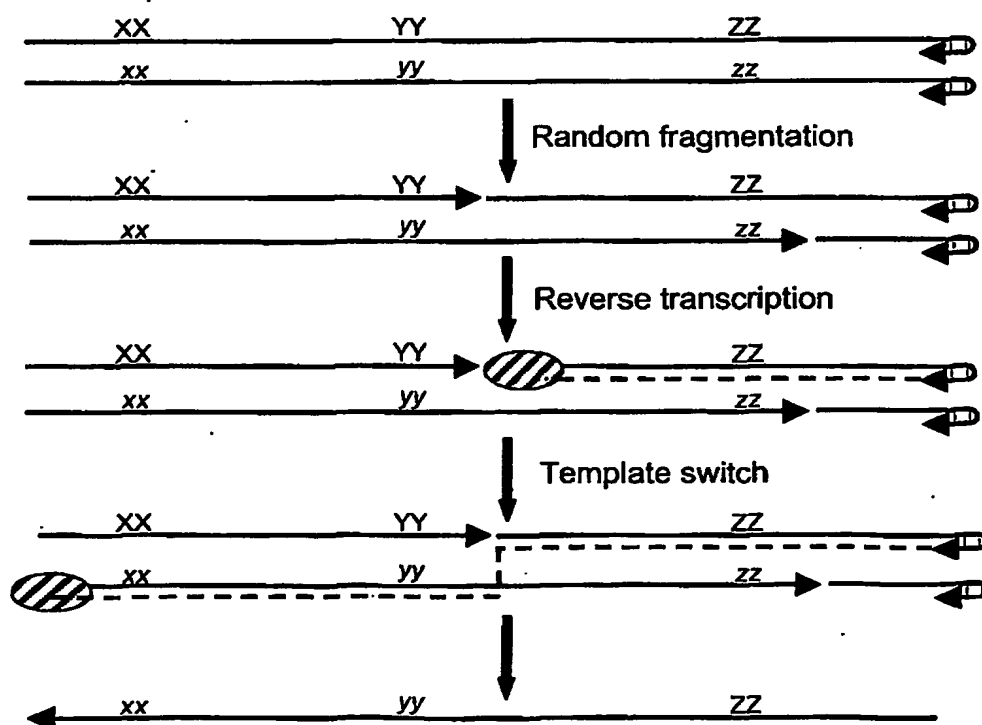 XX YY ZZ
xx yy zz
Random fragmentation
XX YY ZZ
xx yy zz
Reverse transcription
XX YY ZZ
xx yy zz
Template switch
XX YY ZZ
xx yy zz
xx yy ZZ